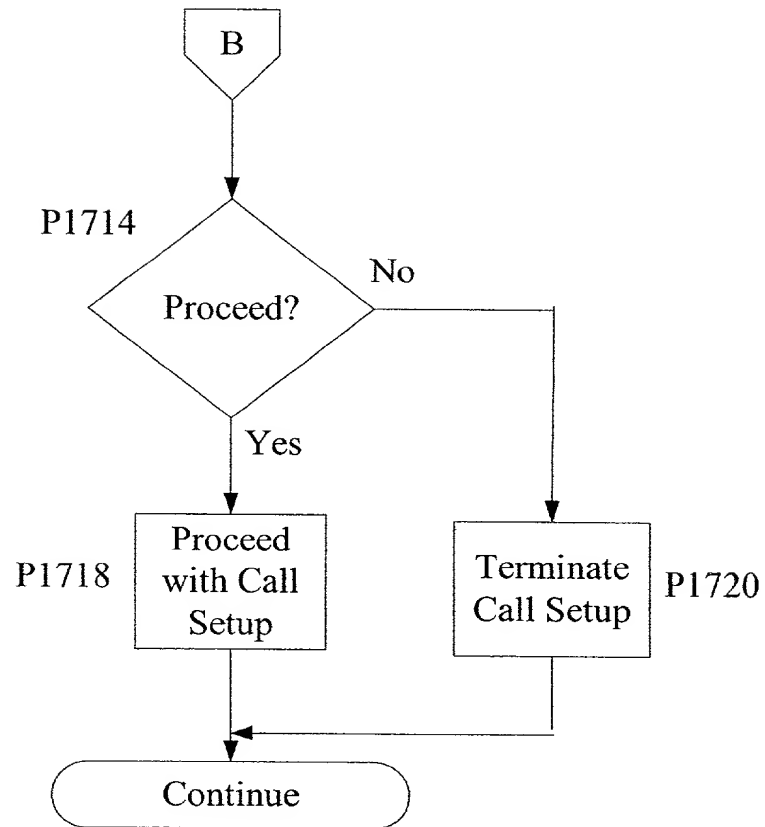 B
P1714
No
Proceed?
Yes
Proceed
with Call
Setup
P1718
Terminate
Call Setup
P1720
Continue